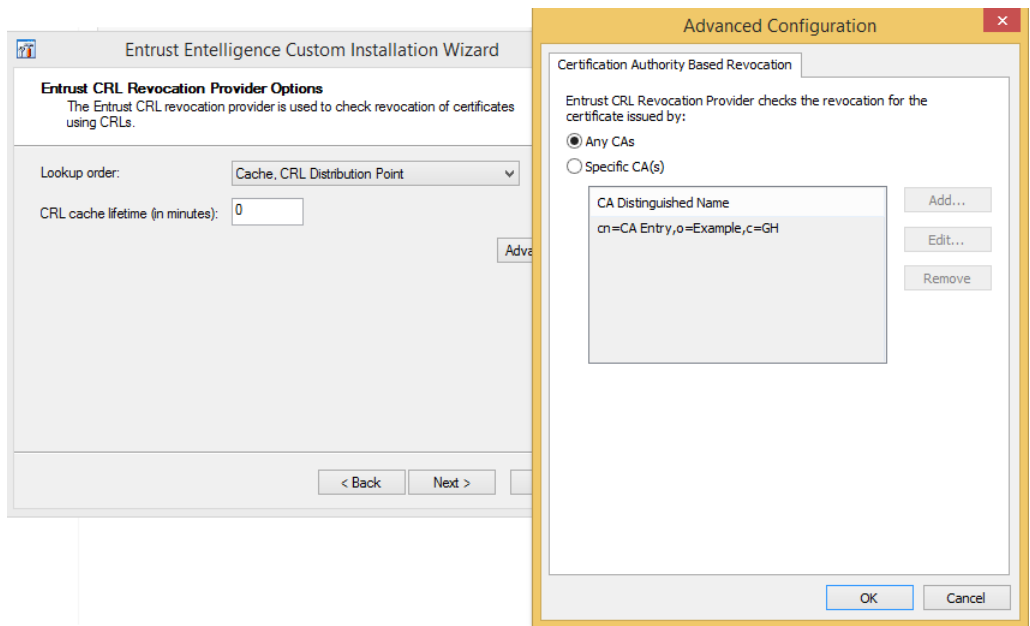 Entrust Entelligence Custom Installation Wizard
Entrust CRL Revocation Provider Options
The Entrust CRL revocation provider is used to check revocation of certificates
using CRLs.
Lookup order:
Cache, CRL Distribution Point
CRL cache lifetime (in minutes):
0
Adva
< Back
Next >
Advanced Configuration
Certification Authority Based Revocation
Entrust CRL Revocation Provider checks the revocation for the
certificate issued by:
Any CAs
Specific CA(s)
CA Distinguished Name
cn=CA Entry,o=Example,c=GH
Add...
Edit...
Remove
OK
Cancel